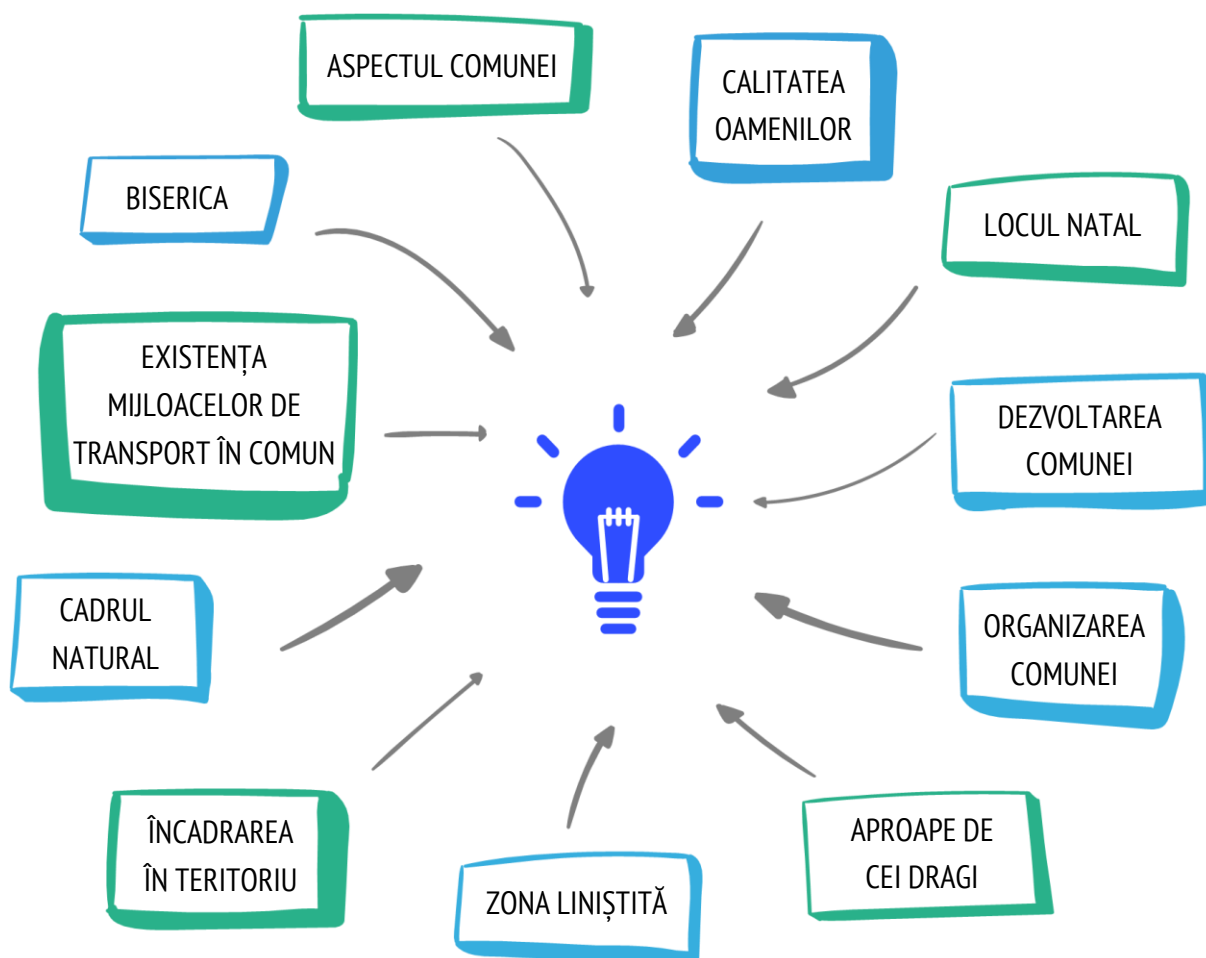 ASPECTUL COMUNEI
CALITATEA
OAMENILOR
BISERICA
LOCUL NATAL
EXISTENȚA
MIJLOACELOR DE
TRANSPORT ÎN COMUN
DEZVOLTAREA
COMUNEI
CADRUL
NATURAL
ORGANIZAREA
COMUNEI
ÎNCADRAREA
ÎN TERITORIU
ZONA LINIȘTITĂ
APROAPE DE
CEI DRAGI